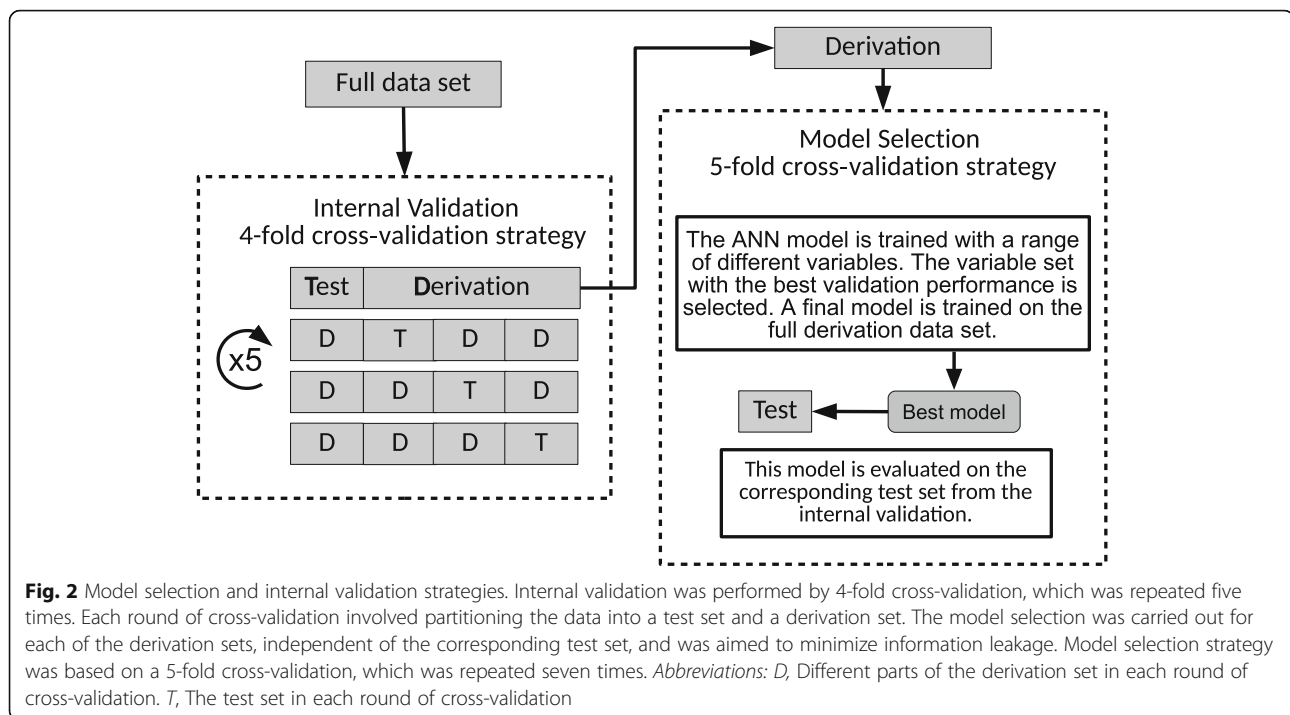 Full data set
Internal Validation
4-fold cross-validation strategy
Test Derivation
D T D D
D D T D
D D D T
x5
Derivation
Model Selection
5-fold cross-validation strategy
The ANN model is trained with a range
of different variables. The variable set
with the best validation performance is
selected. A final model is trained on the
full derivation data set.
Test Best model
This model is evaluated on the
corresponding test set from the
internal validation.
Fig. 2 Model selection and internal validation strategies. Internal validation was performed by 4-fold cross-validation, which was repeated five
times. Each round of cross-validation involved partitioning the data into a test set and a derivation set. The model selection was carried out for
each of the derivation sets, independent of the corresponding test set, and was aimed to minimize information leakage. Model selection strategy
was based on a 5-fold cross-validation, which was repeated seven times. Abbreviations: D, Different parts of the derivation set in each round of
cross-validation. T, The test set in each round of cross-validation